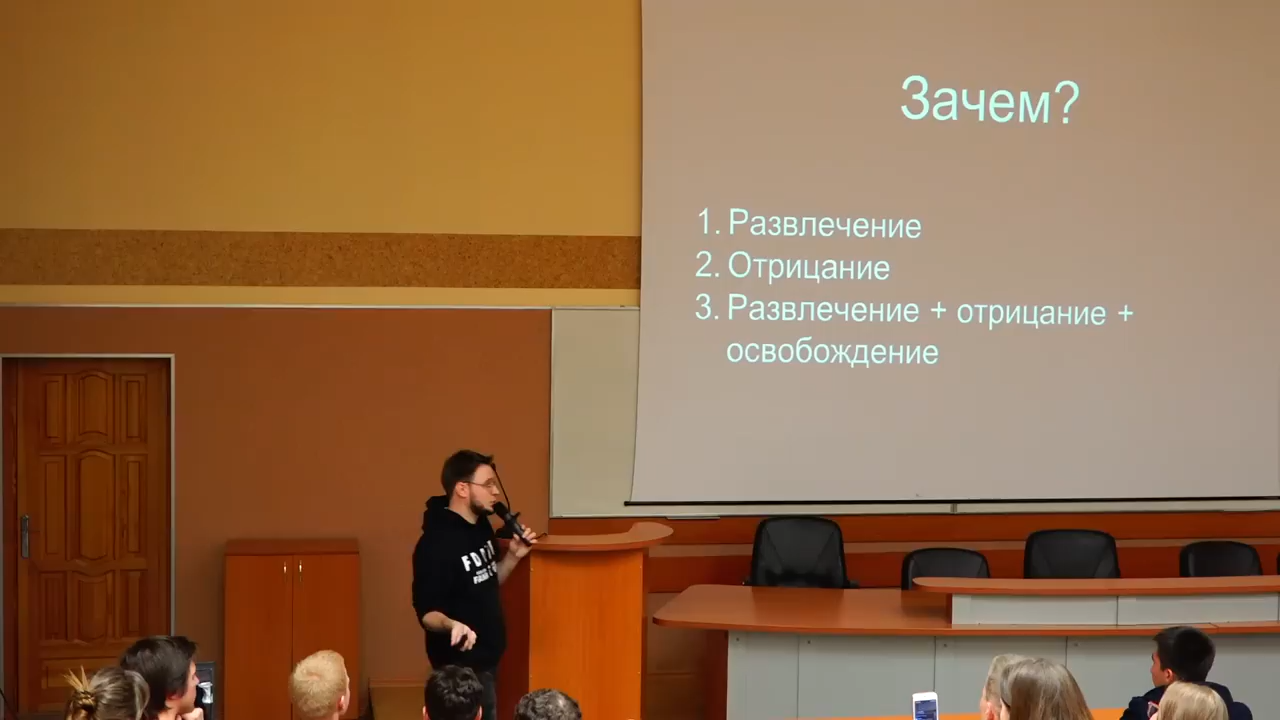 Зачем?
1. Развлечение
2. Отрицание
3. Развлечение + отрицание +
освобождение